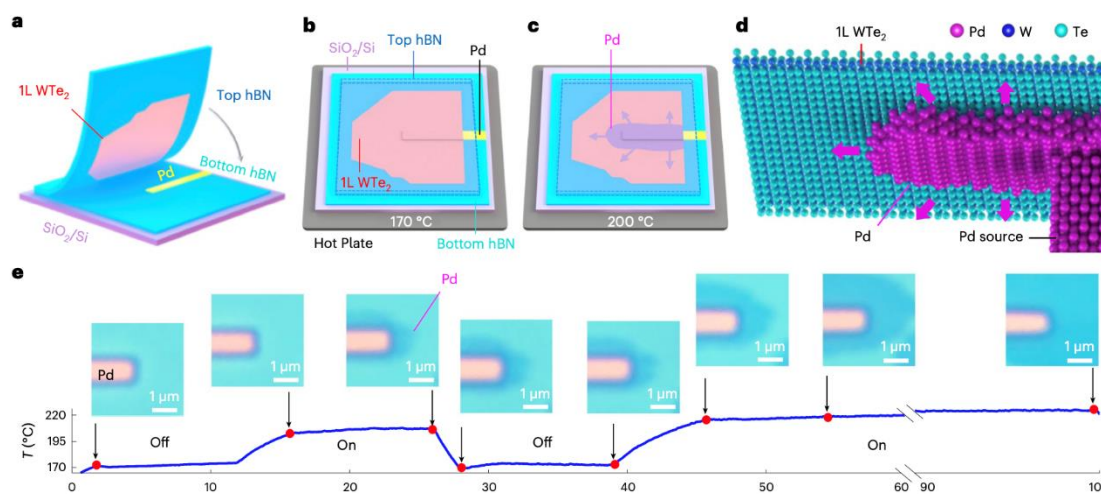 a
1L WTe₂
Top hBN
Pd
Bottom hBN
SiO₂/Si
b
SiO₂/Si
Top hBN
Pd
1L WTe₂
170 °C
Hot Plate
Bottom hBN
c
Pd
200 °C
d
1L WTe₂
Pd
W
Te
Pd
Pd source
e
Pd
Pd
1 μm
1 μm
1 μm
1 μm
1 μm
1 μm
1 μm
1 μm
T (°C)
220
195
170
Off
On
Off
On
0
10
20
30
40
50
60
90
10